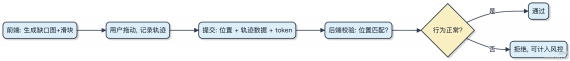 前端: 生成缺口图+滑块
用户拖动, 记录轨迹
提交: 位置 + 轨迹数据 + token
后端校验: 位置匹配?
行为正常?
是
通过
否
拒绝, 可计入风控